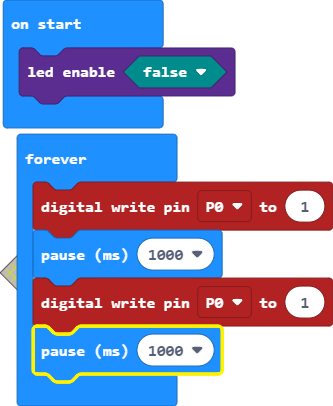 on start
led enable false
forever
digital write pin P0 to 1
pause (ms) 1000
digital write pin P0 to 1
pause (ms) 1000